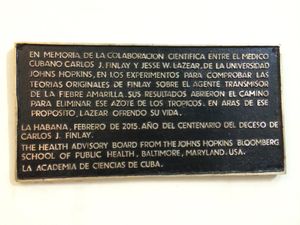 EN MEMORIA DE LA COLABORACION CIENTIFICA ENTRE EL MEDICO
CUBANO CARLOS J. FINLAY Y JESSE W. LAZEAR, DE LA UNIVERSIDAD
JOHNS HOPKINS, EN LOS EXPERIMENTOS PARA COMPROBAR LAS
TEORIAS ORIGINALES DE FINLAY SOBRE EL AGENTE TRANSMISOR
DE LA FIEBRE AMARILLA. SUS RESULTADOS ABRIERON EL CAMINO
PARA ELIMINAR ESE AZOTE DE LOS TROPICOS. EN ARAS DE ESE
PROPOSITO, LAZEAR OFRENDO SU VIDA.
LA HABANA, FEBRERO DE 2015. AÑO DEL CENTENARIO DEL DECESO DE
CARLOS J. FINLAY.
THE HEALTH ADVISORY BOARD FROM THE JOHNS HOPKINS BLOOMBERG
SCHOOL OF PUBLIC HEALTH, BALTIMORE, MARYLAND. USA.
LA ACADEMIA DE CIENCIAS DE CUBA.